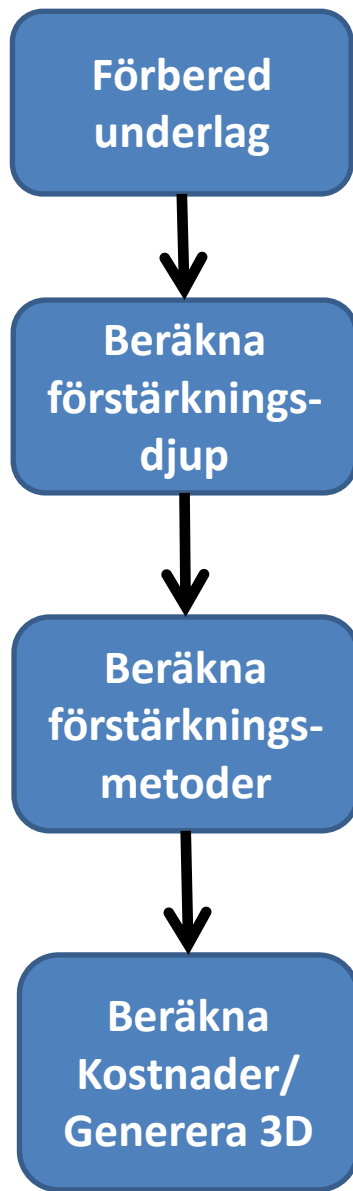 Förbered
underlag
Beräkna
förstärknings-
djup
Beräkna
förstärknings-
metoder
Beräkna
Kostnader/
Generera 3D